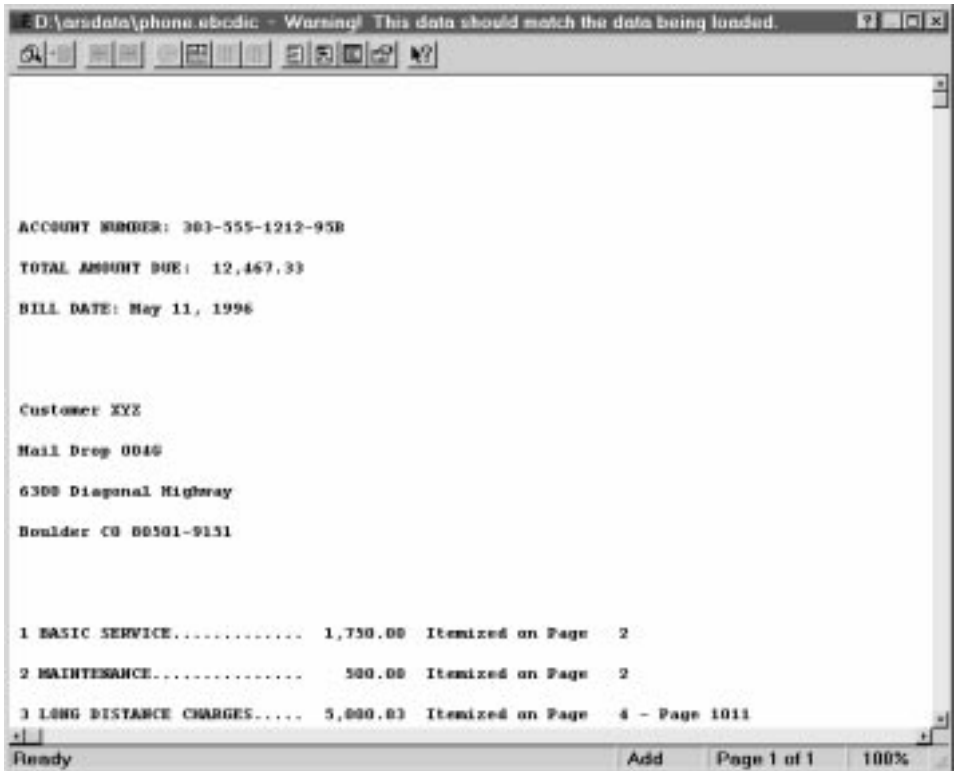 D:\arsdata\phone.ebcdic - Warning! This data should match the data being loaded.
ACCOUNT NUMBER: 303-555-1212-95B
TOTAL AMOUNT DUE:  12,467.33
BILL DATE: May 11, 1996
Customer XYZ
Mail Drop 004G
6300 Diagonal Highway
Boulder CO 80501-9151
1 BASIC SERVICE............. 1,750.00 Itemized on Page 2
2 MAINTENANCE............... 500.00 Itemized on Page 2
3 LONG DISTANCE CHARGES..... 5,000.03 Itemized on Page 4 - Page 1011
Ready Add Page 1 of 1 100%